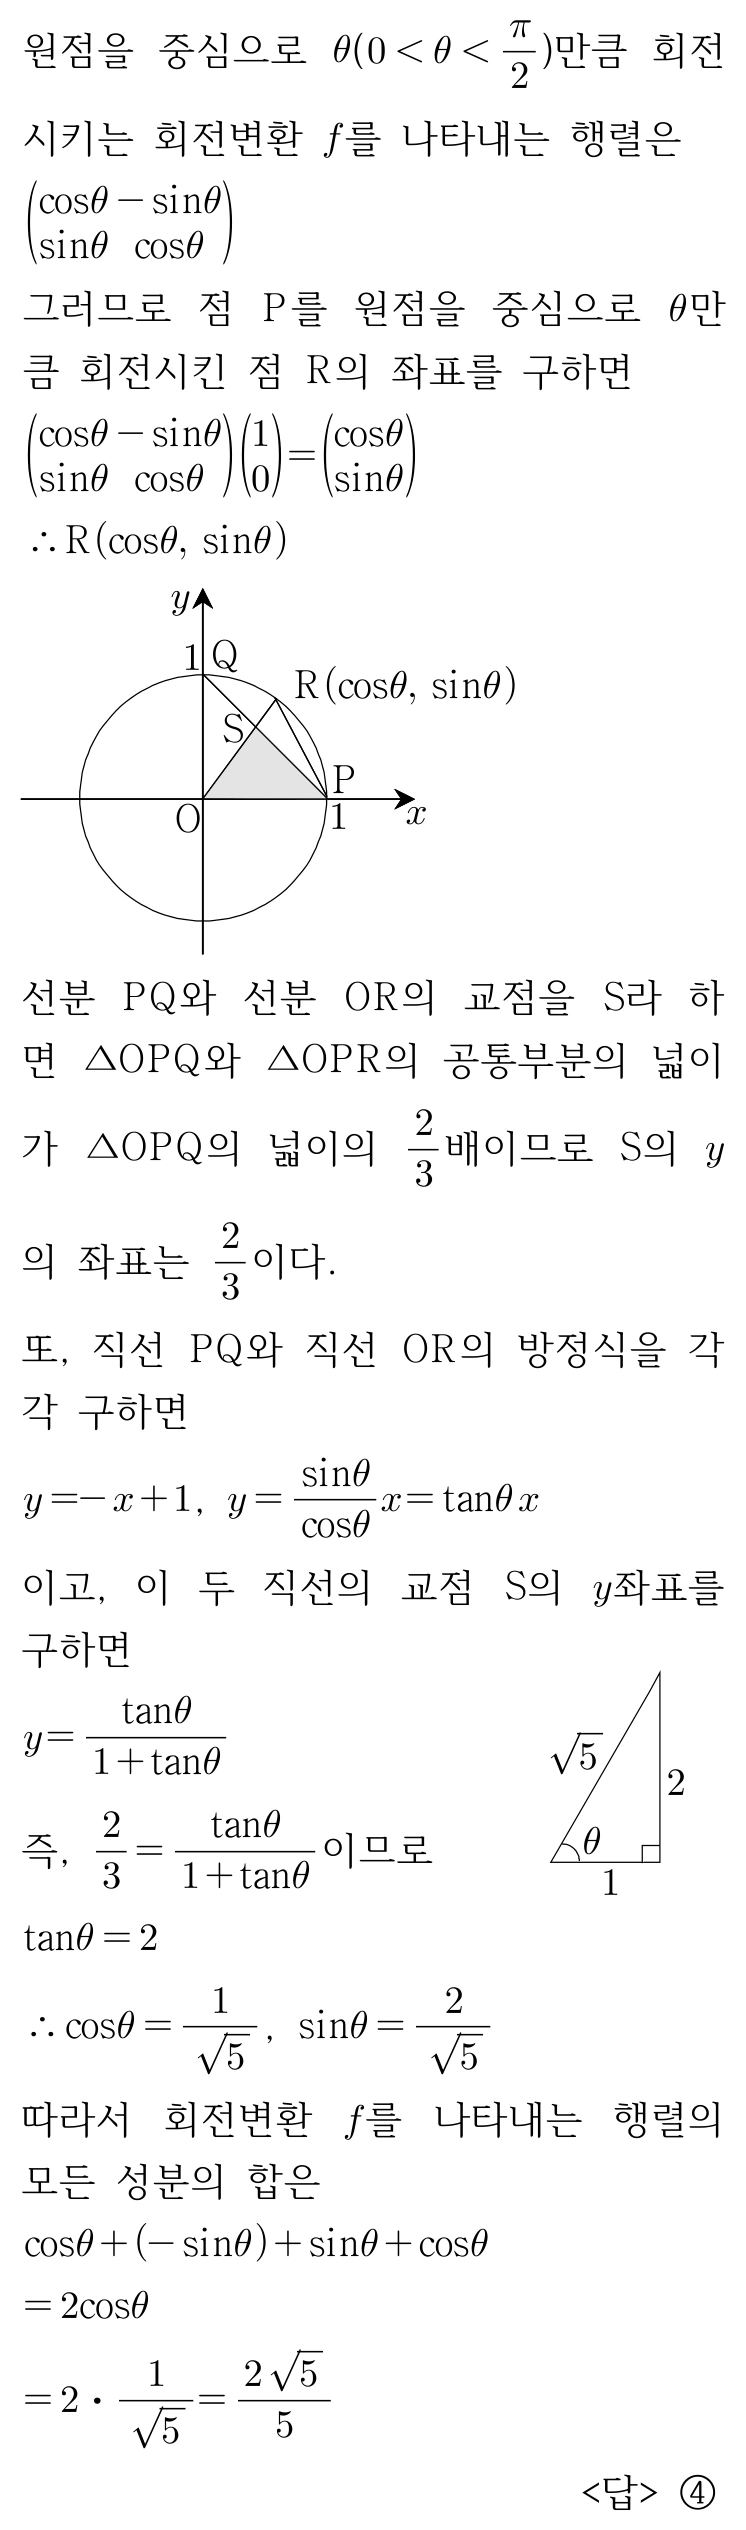 원점을 중심으로 θ(0 < θ < π/2)만큼 회전
시키는 회전변환 f를 나타내는 행렬은
(cosθ − sinθ
sinθ cosθ)
그러므로 점 P를 원점을 중심으로 θ만
큼 회전시킨 점 R의 좌표를 구하면
(cosθ − sinθ
sinθ cosθ)(1
0)=(cosθ
sinθ)
∴ R(cosθ, sinθ)
y
1 Q
R(cosθ, sinθ)
S
P
O
1
x
선분 PQ와 선분 OR의 교점을 S라 하
면 △OPQ와 △OPR의 공통부분의 넓이
가 △OPQ의 넓이의 2/3배이므로 S의 y
의 좌표는 2/3이다.
또, 직선 PQ와 직선 OR의 방정식을 각
각 구하면
y=−x+1, y= sinθ/cosθ x=tanθx
이고, 이 두 직선의 교점 S의 y좌표를
구하면
y= tanθ/(1+tanθ)
즉, 2/3 = tanθ/(1+tanθ)이므로
√5
2
θ
1
tanθ = 2
∴ cosθ = 1/√5, sinθ = 2/√5
따라서 회전변환 f를 나타내는 행렬의
모든 성분의 합은
cosθ+(−sinθ)+sinθ+cosθ
= 2cosθ
= 2 · 1/√5 = 2√5/5
<답> ④